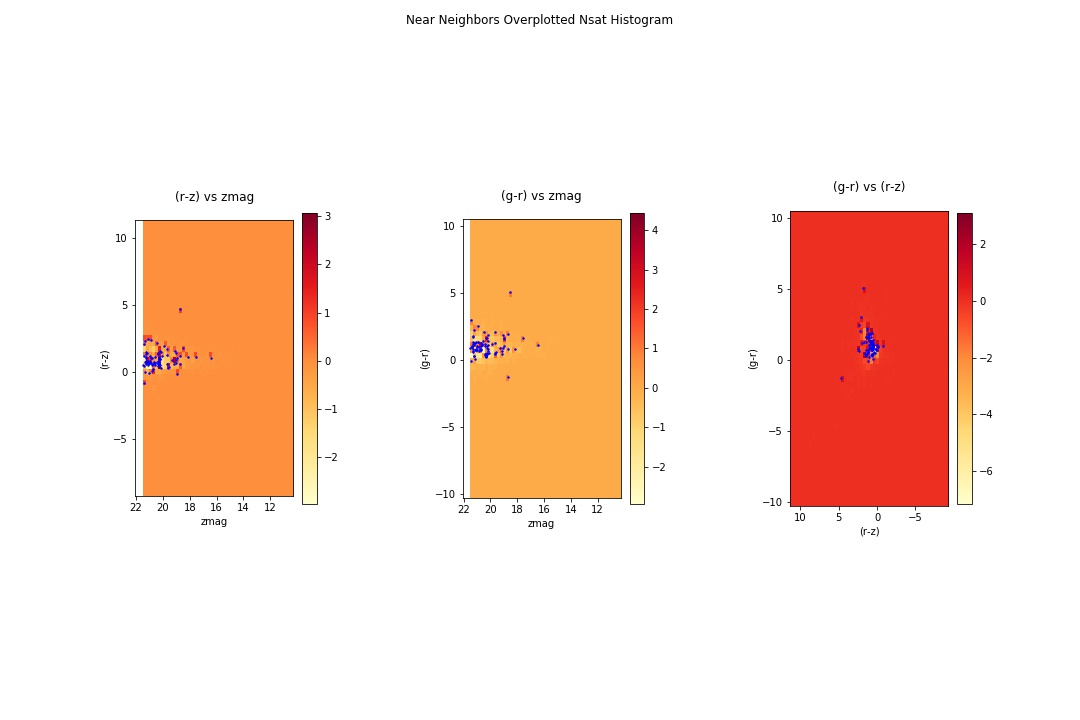 Near Neighbors Overplotted Nsat Histogram
(r-z) vs zmag
10
5
0
−5
(r-z)
22 20 18 16 14 12
zmag
3
2
1
0
−1
−2
(g-r) vs zmag
10
5
0
−5
−10
(g-r)
22 20 18 16 14 12
zmag
4
3
2
1
0
−1
−2
(g-r) vs (r-z)
10
5
0
−5
−10
(g-r)
10 5 0 −5
(r-z)
2
0
−2
−4
−6